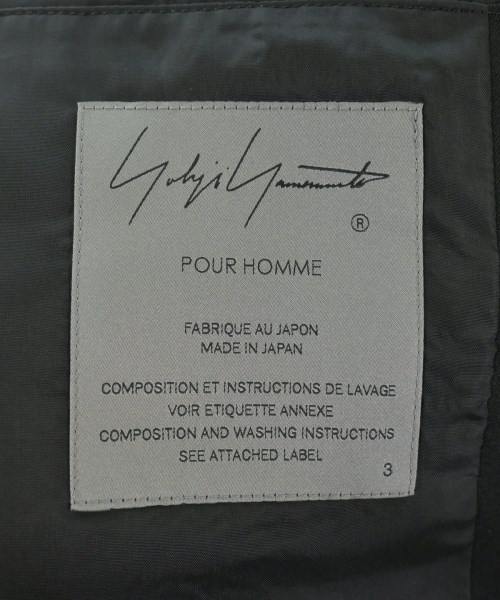 Yohji Yamamoto
®
POUR HOMME
FABRIQUE AU JAPON
MADE IN JAPAN
COMPOSITION ET INSTRUCTIONS DE LAVAGE
VOIR ETIQUETTE ANNEXE
COMPOSITION AND WASHING INSTRUCTIONS
SEE ATTACHED LABEL
3